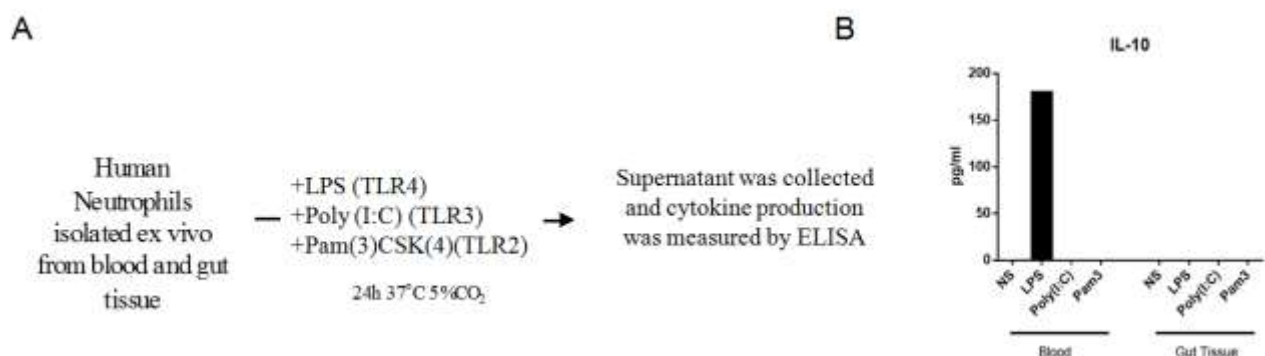 A
Human
Neutrophils
isolated ex vivo
from blood and gut
tissue
+LPS (TLR4)
+Poly (I:C) (TLR3)
+Pam(3)CSK(4)(TLR2)
24h 37°C 5%CO₂
Supernatant was collected
and cytokine production
was measured by ELISA
B
IL-10
pg/ml
200
150
100
50
0
NS
LPS
Poly(I:C)
Pam3
NS
LPS
Poly(I:C)
Pam3
Blood
Gut Tissue